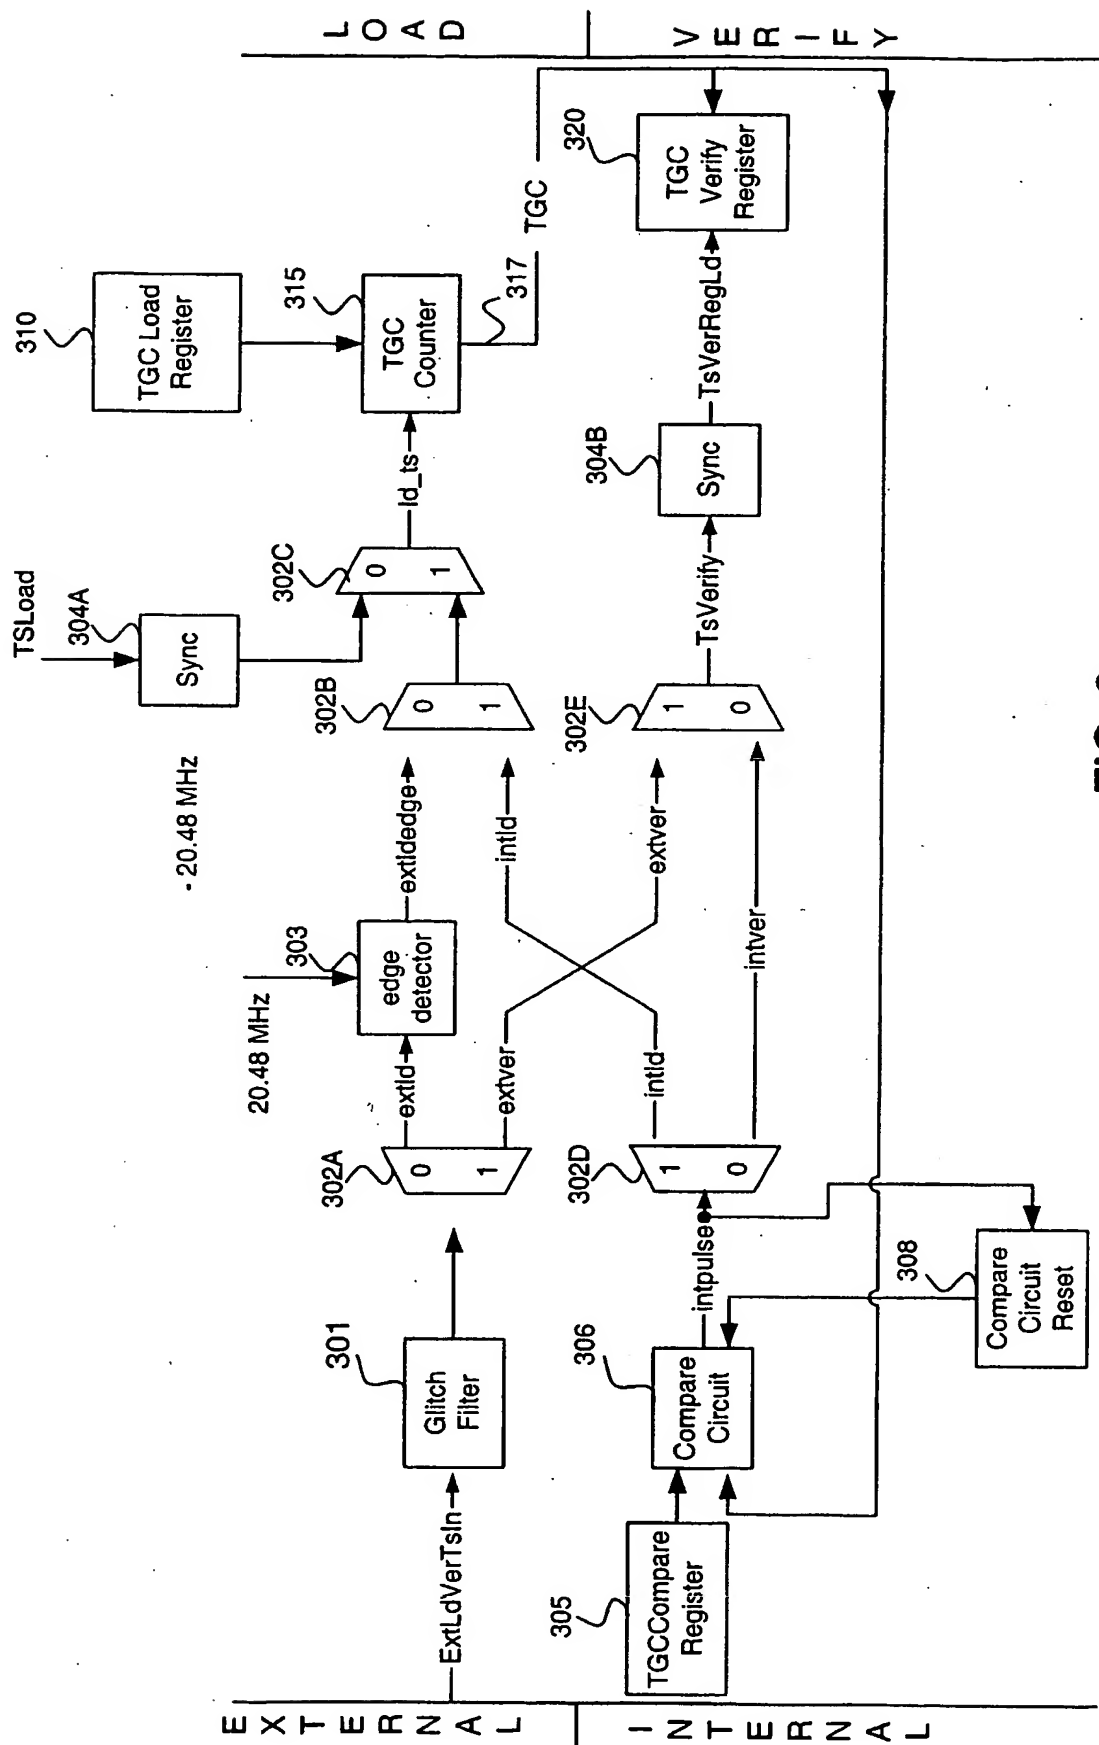 EXTERNAL
INTERNAL
LOAD
VERIFY
ExtLdVerTsIn
301
Glitch
Filter
302A
0
1
extld
extver
20.48 MHz
303
edge
detector
extldedge
intld
extver
- 20.48 MHz
302B
0
1
TSLoad
304A
Sync
302C
0
1
ld_ts
310
TGC Load
Register
315
TGC
Counter
317
TGC
305
TGCCompare
Register
306
Compare
Circuit
intpulse
308
Compare
Circuit
Reset
302D
1
0
intld
intver
302E
1
0
TsVerify
304B
Sync
TsVerRegLd
320
TGC
Verify
Register